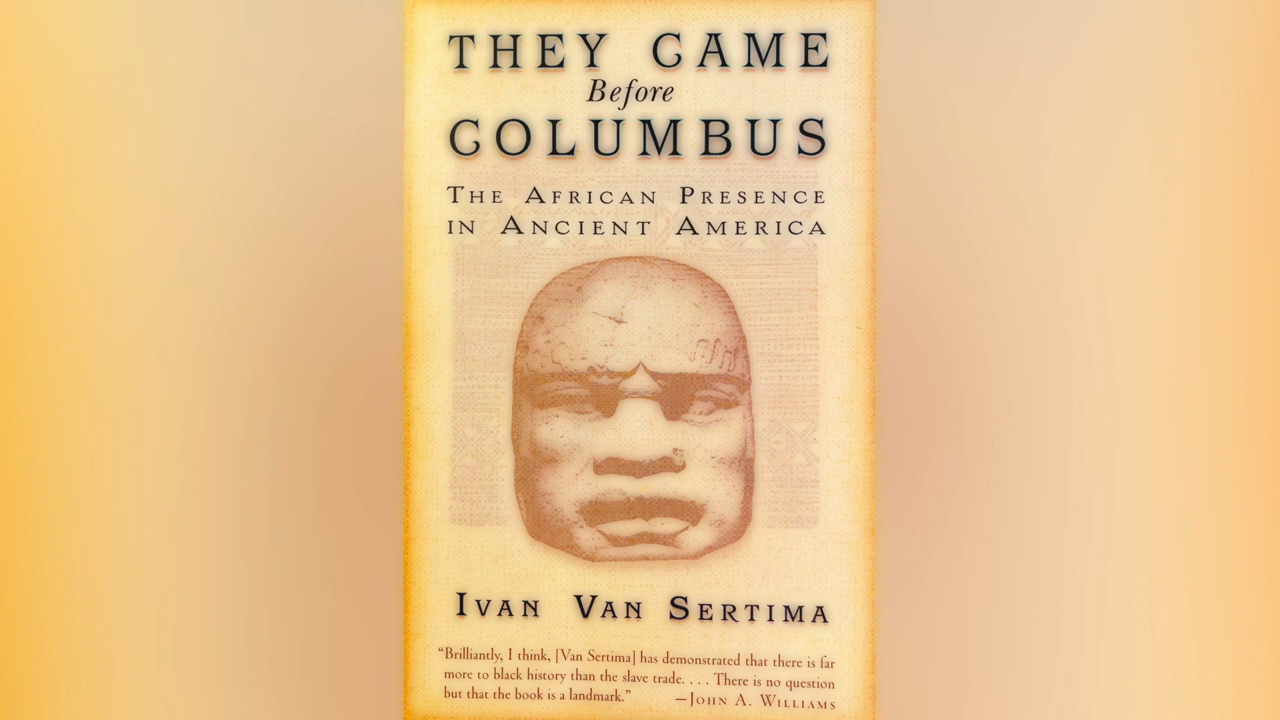 THEY CAME
Before
COLUMBUS
THE AFRICAN PRESENCE
IN ANCIENT AMERICA
IVAN VAN SERTIMA
“Brilliantly, I think, [Van Sertima] has demonstrated that there is far
more to black history than the slave trade. . . . There is no question
but that the book is a landmark.” —JOHN A. WILLIAMS